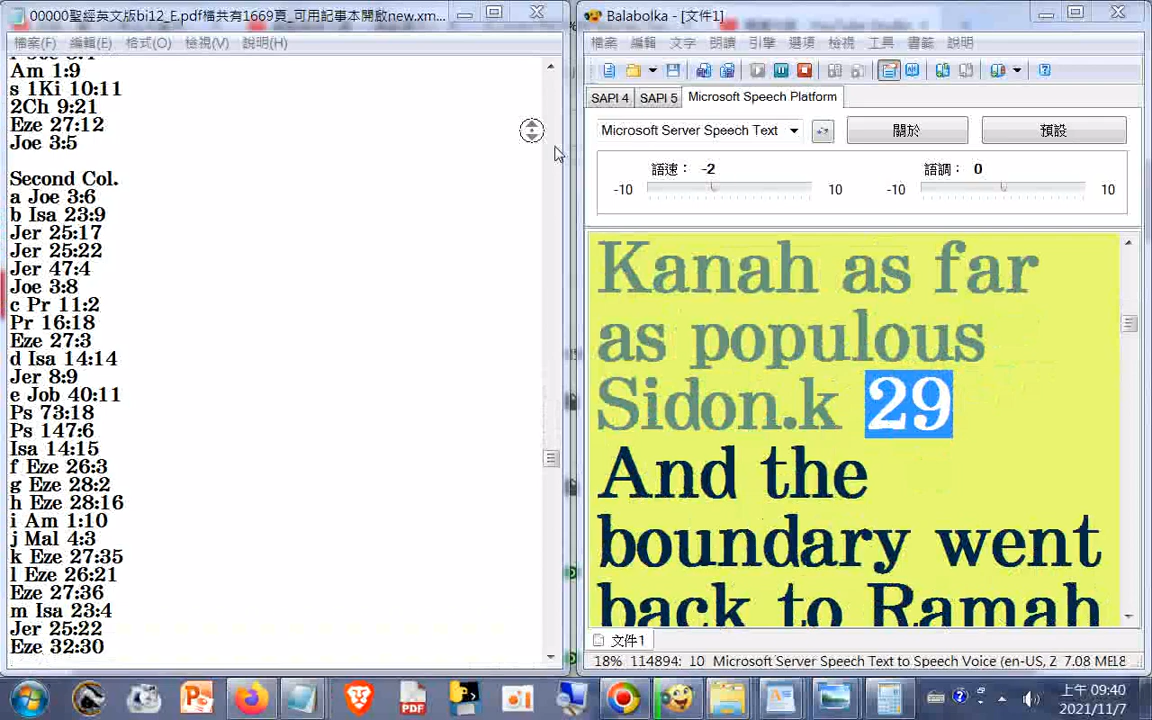 00000聖經英文版bi12_E.pdf檔共有1669頁_可用記事本開啟new.xm...
檔案(F) 編輯(E) 格式(O) 檢視(V) 說明(H)
Am 1:9
s 1Ki 10:11
2Ch 9:21
Eze 27:12
Joe 3:5
Second Col.
a Joe 3:6
b Isa 23:9
Jer 25:17
Jer 25:22
Jer 47:4
Joe 3:8
c Pr 11:2
Pr 16:18
Eze 27:3
d Isa 14:14
Jer 8:9
e Job 40:11
Ps 73:18
Ps 147:6
Isa 14:15
f Eze 26:3
g Eze 28:2
h Eze 28:16
i Am 1:10
j Mal 4:3
k Eze 27:35
l Eze 26:21
Eze 27:36
m Isa 23:4
Jer 25:22
Eze 32:30
Balabolka - [文件1]
檔案 編輯 文字 朗讀 引擎 選項 檢視 工具 書籤 說明
SAPI 4 SAPI 5 Microsoft Speech Platform
Microsoft Server Speech Text 關於 預設
語速： -2 語調： 0
-10 10 -10 10
Kanah as far
as populous
Sidon.k 29
And the
boundary went
back to Ramah
文件1
18% 114894: 10 Microsoft Server Speech Text to Speech Voice (en-US, 2 7.08 ME
PDF
上午 09:40
2021/11/7